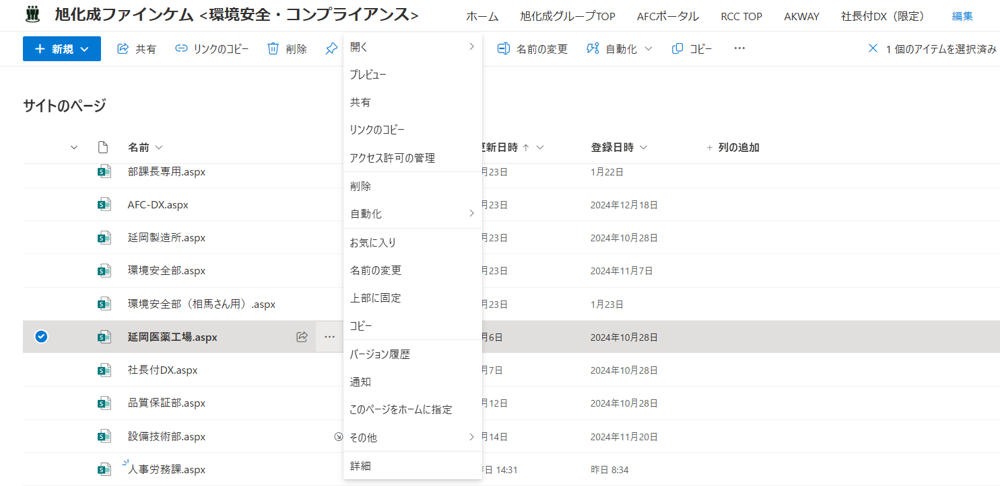 旭化成ファインケム <環境安全・コンプライアンス>
ホーム 旭化成グループTOP AFCポータル RCC TOP AKWAY 社長付DX（限定） 編集
新規 共有 リンクのコピー 削除 名前の変更 自動化 コピー ... 1 個のアイテムを選択済み
開く
プレビュー
共有
リンクのコピー
アクセス許可の管理
削除
自動化
お気に入り
名前の変更
上部に固定
コピー
バージョン履歴
通知
このページをホームに指定
その他
詳細
サイトのページ
名前 更新日時 登録日時 + 列の追加
部課長専用.aspx 月23日 1月22日
AFC-DX.aspx 月23日 2024年12月18日
延岡製造所.aspx 月23日 2024年10月28日
環境安全部.aspx 月23日 2024年11月7日
環境安全部（相馬さん用）.aspx 月23日 1月23日
延岡医薬工場.aspx ... 月6日 2024年10月28日
社長付DX.aspx 月7日 2024年10月28日
品質保証部.aspx 月12日 2024年10月28日
設備技術部.aspx 月14日 2024年11月20日
人事労務課.aspx 日 14:31 昨日 8:34